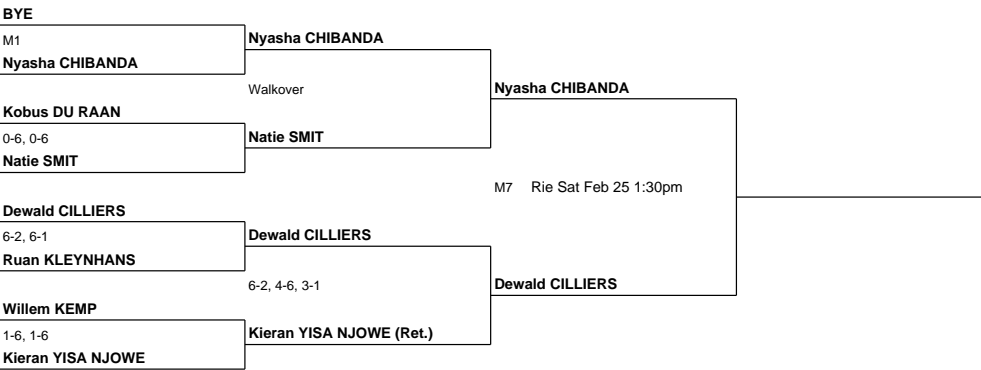 BYE
M1
Nyasha CHIBANDA
Nyasha CHIBANDA
Walkover
Nyasha CHIBANDA
Kobus DU RAAN
0-6, 0-6
Natie SMIT
Natie SMIT
M7 Rie Sat Feb 25 1:30pm
Dewald CILLIERS
6-2, 6-1
Ruan KLEYNHANS
Dewald CILLIERS
6-2, 4-6, 3-1
Dewald CILLIERS
Willem KEMP
1-6, 1-6
Kieran YISA NJOWE
Kieran YISA NJOWE (Ret.)